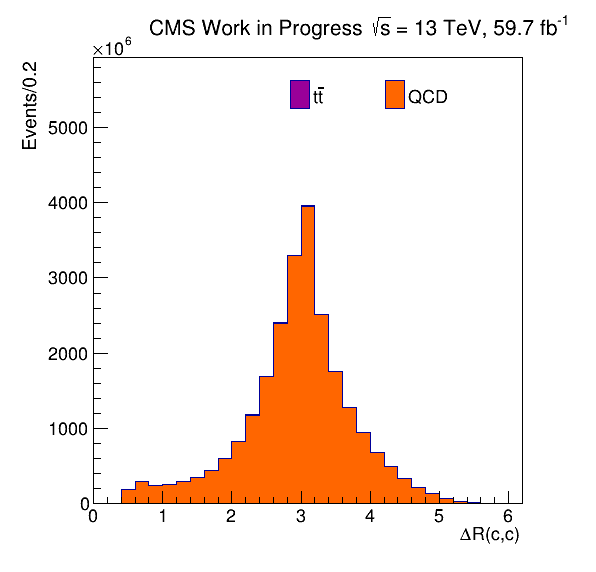 CMS Work in Progress √s = 13 TeV, 59.7 fb⁻¹
×10⁶
Events/0.2
tt̄
QCD
5000
4000
3000
2000
1000
0
0 1 2 3 4 5 6
ΔR(c,c)